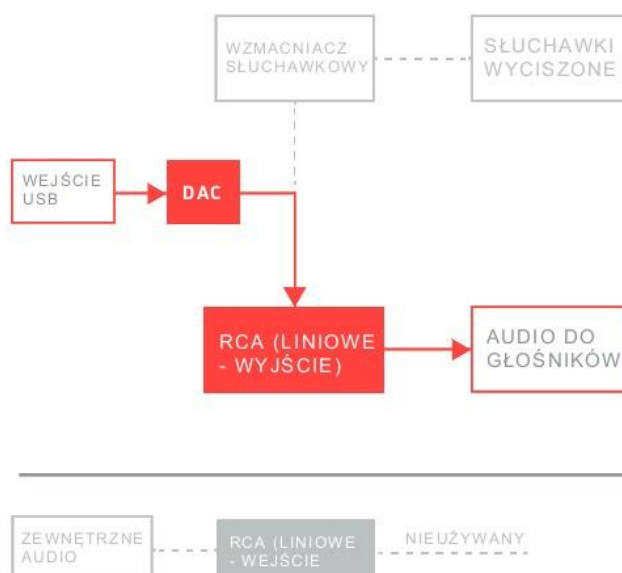 WZMACNIACZ
SŁUCHAWKOWY
SŁUCHAWKI
WYCISZONE
WEJŚCIE
USB
DAC
RCA (LINIOWE
- WYJŚCIE)
AUDIO DO
GŁOŚNIKÓW
ZEWNĘTRZNE
AUDIO
RCA (LINIOWE
- WEJŚCIE
NIEUŻYWANY